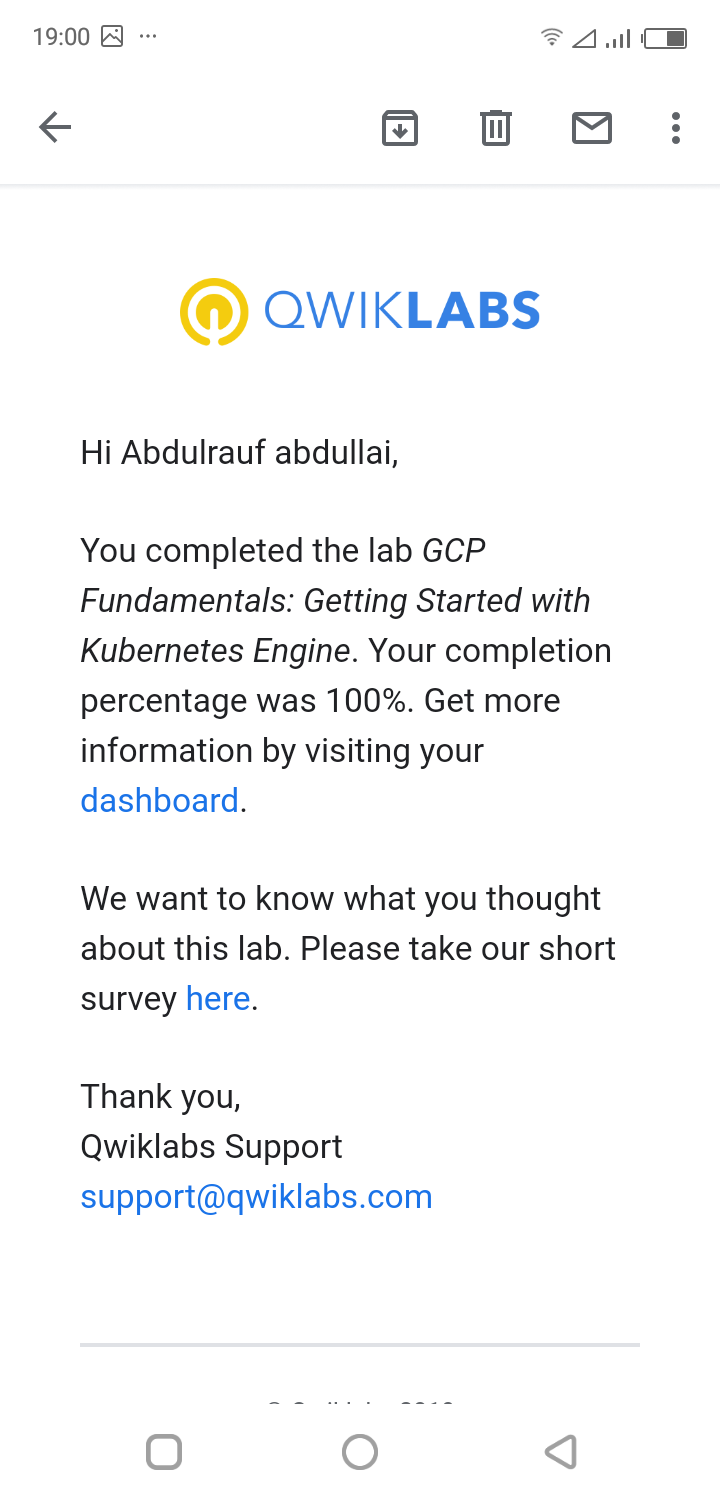 19:00
QWIKLABS
Hi Abdulrauf abdullai,
You completed the lab GCP
Fundamentals: Getting Started with
Kubernetes Engine. Your completion
percentage was 100%. Get more
information by visiting your
dashboard.
We want to know what you thought
about this lab. Please take our short
survey here.
Thank you,
Qwiklabs Support
support@qwiklabs.com